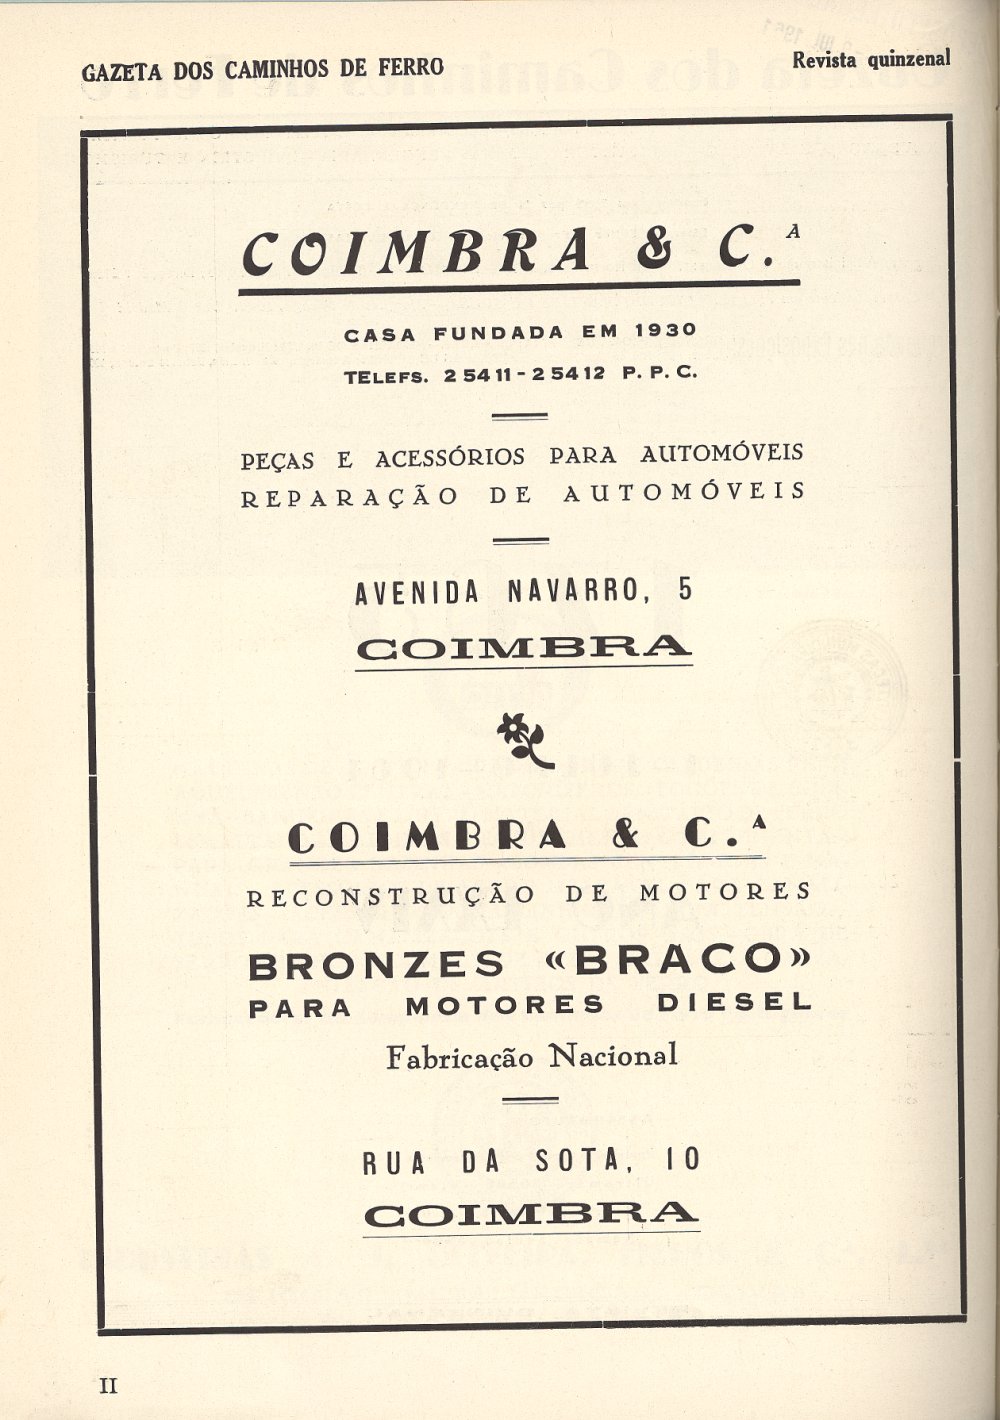 GAZETA DOS CAMINHOS DE FERRO
Revista quinzenal
COIMBRA & C.A
CASA FUNDADA EM 1930
TELEFS. 25411-25412 P. P. C.
PEÇAS E ACESSÓRIOS PARA AUTOMÓVEIS
REPARAÇÃO DE AUTOMÓVEIS
AVENIDA NAVARRO, 5
COIMBRA
COIMBRA & C.A
RECONSTRUÇÃO DE MOTORES
BRONZES «BRACO»
PARA MOTORES DIESEL
Fabricação Nacional
RUA DA SOTA, 10
COIMBRA
II